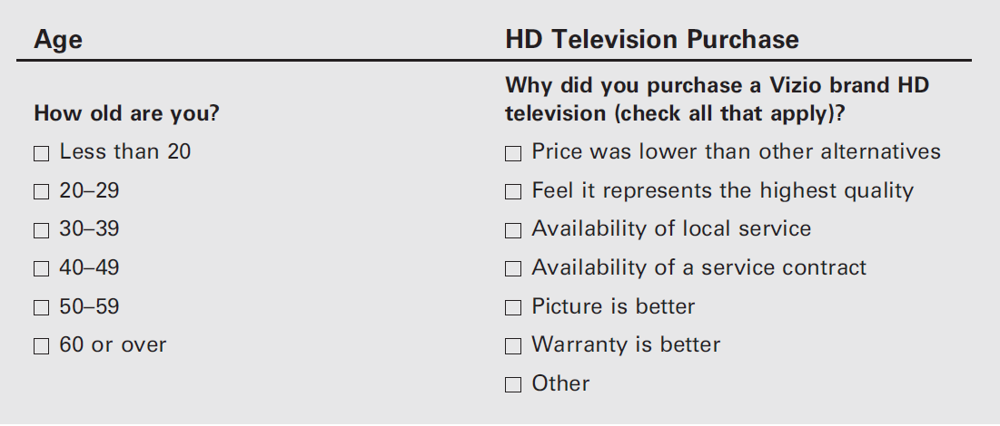 Age
How old are you?
Less than 20
20–29
30–39
40–49
50–59
60 or over
HD Television Purchase
Why did you purchase a Vizio brand HD
television (check all that apply)?
Price was lower than other alternatives
Feel it represents the highest quality
Availability of local service
Availability of a service contract
Picture is better
Warranty is better
Other